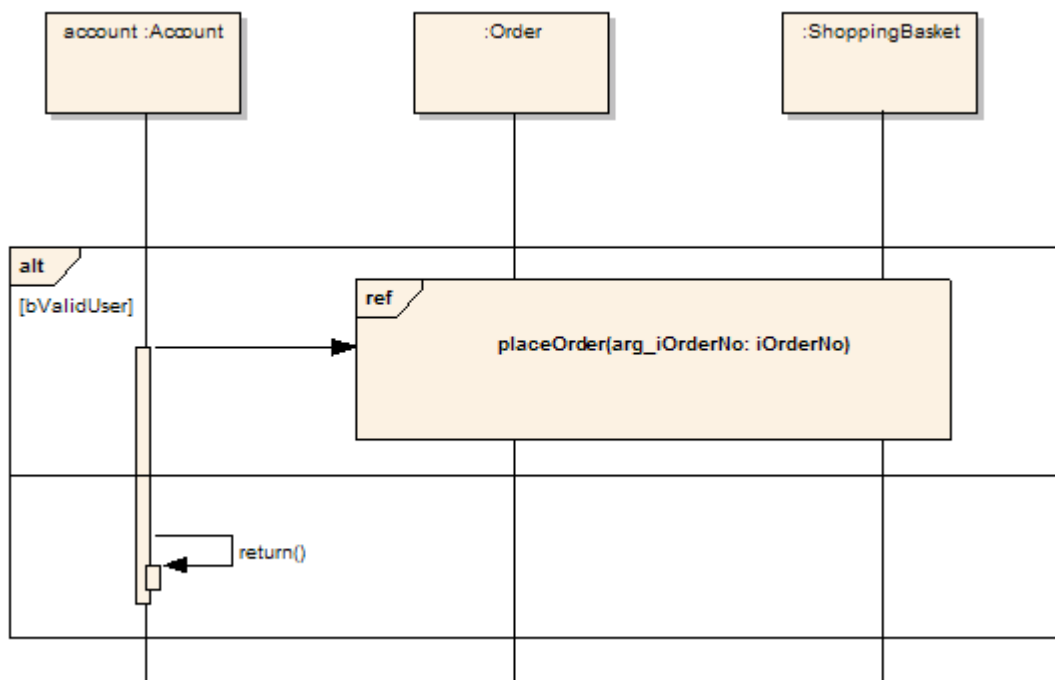 account :Account
:Order
:ShoppingBasket
alt
[bValidUser]
ref
placeOrder(arg_iOrderNo: iOrderNo)
return()